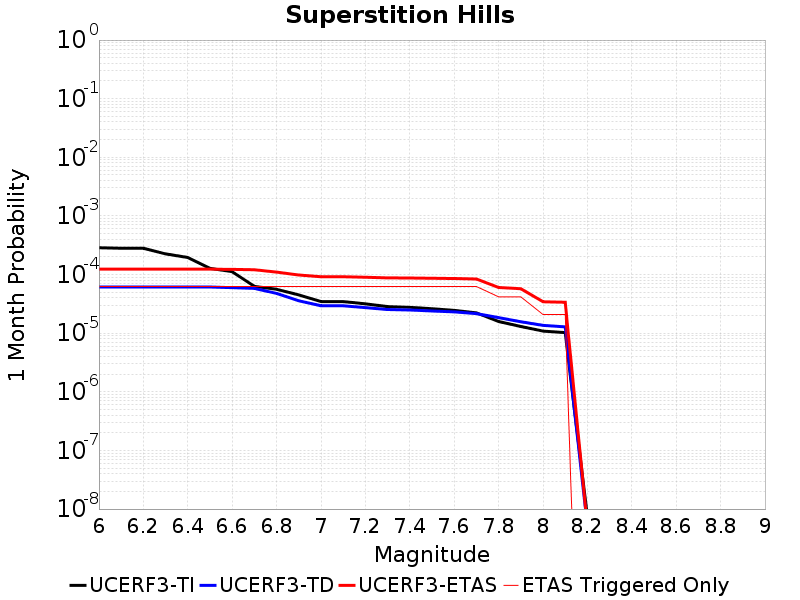 Superstition Hills
1 Month Probability
10^0
10^-1
10^-2
10^-3
10^-4
10^-5
10^-6
10^-7
10^-8
6 6.2 6.4 6.6 6.8 7 7.2 7.4 7.6 7.8 8 8.2 8.4 8.6 8.8 9
Magnitude
UCERF3-TI UCERF3-TD UCERF3-ETAS ETAS Triggered Only